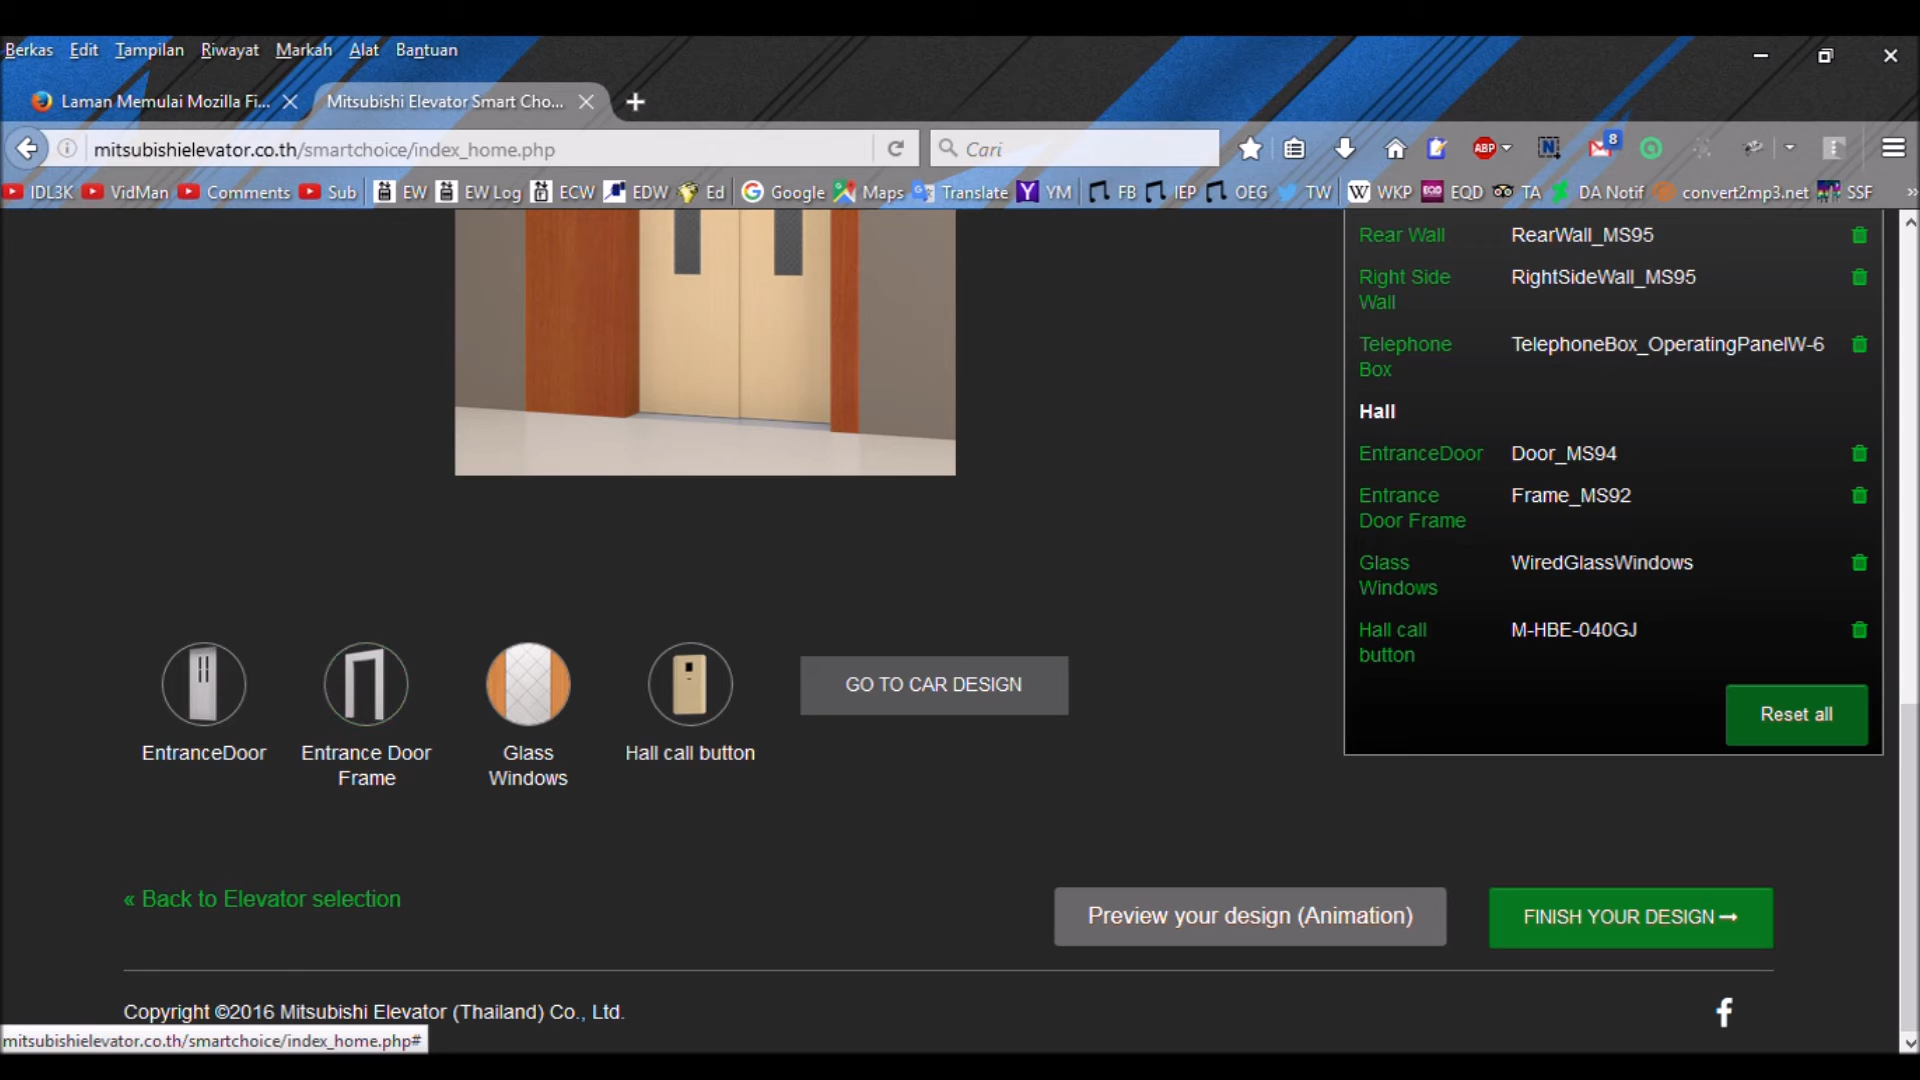 Berkas Edit Tampilan Riwayat Markah Alat Bantuan
Laman Memulai Mozilla Fi... Mitsubishi Elevator Smart Cho...
mitsubishielevator.co.th/smartchoice/index_home.php Cari ABP N 8
IDL3K VidMan Comments Sub EW EW Log ECW EDW Ed Google Maps Translate YM FB IEP OEG TW WKP EQD TA DA Notif convert2mp3.net SSF »
Rear Wall RearWall_MS95
Right Side Wall RightSideWall_MS95
Telephone Box TelephoneBox_OperatingPanelW-6
Hall
EntranceDoor Door_MS94
Entrance Door Frame Frame_MS92
Glass Windows WiredGlassWindows
Hall call button M-HBE-040GJ
Reset all
EntranceDoor
Entrance Door
Frame
Glass
Windows
Hall call button
GO TO CAR DESIGN
« Back to Elevator selection
Preview your design (Animation)
FINISH YOUR DESIGN
Copyright ©2016 Mitsubishi Elevator (Thailand) Co., Ltd.
mitsubishielevator.co.th/smartchoice/index_home.php#